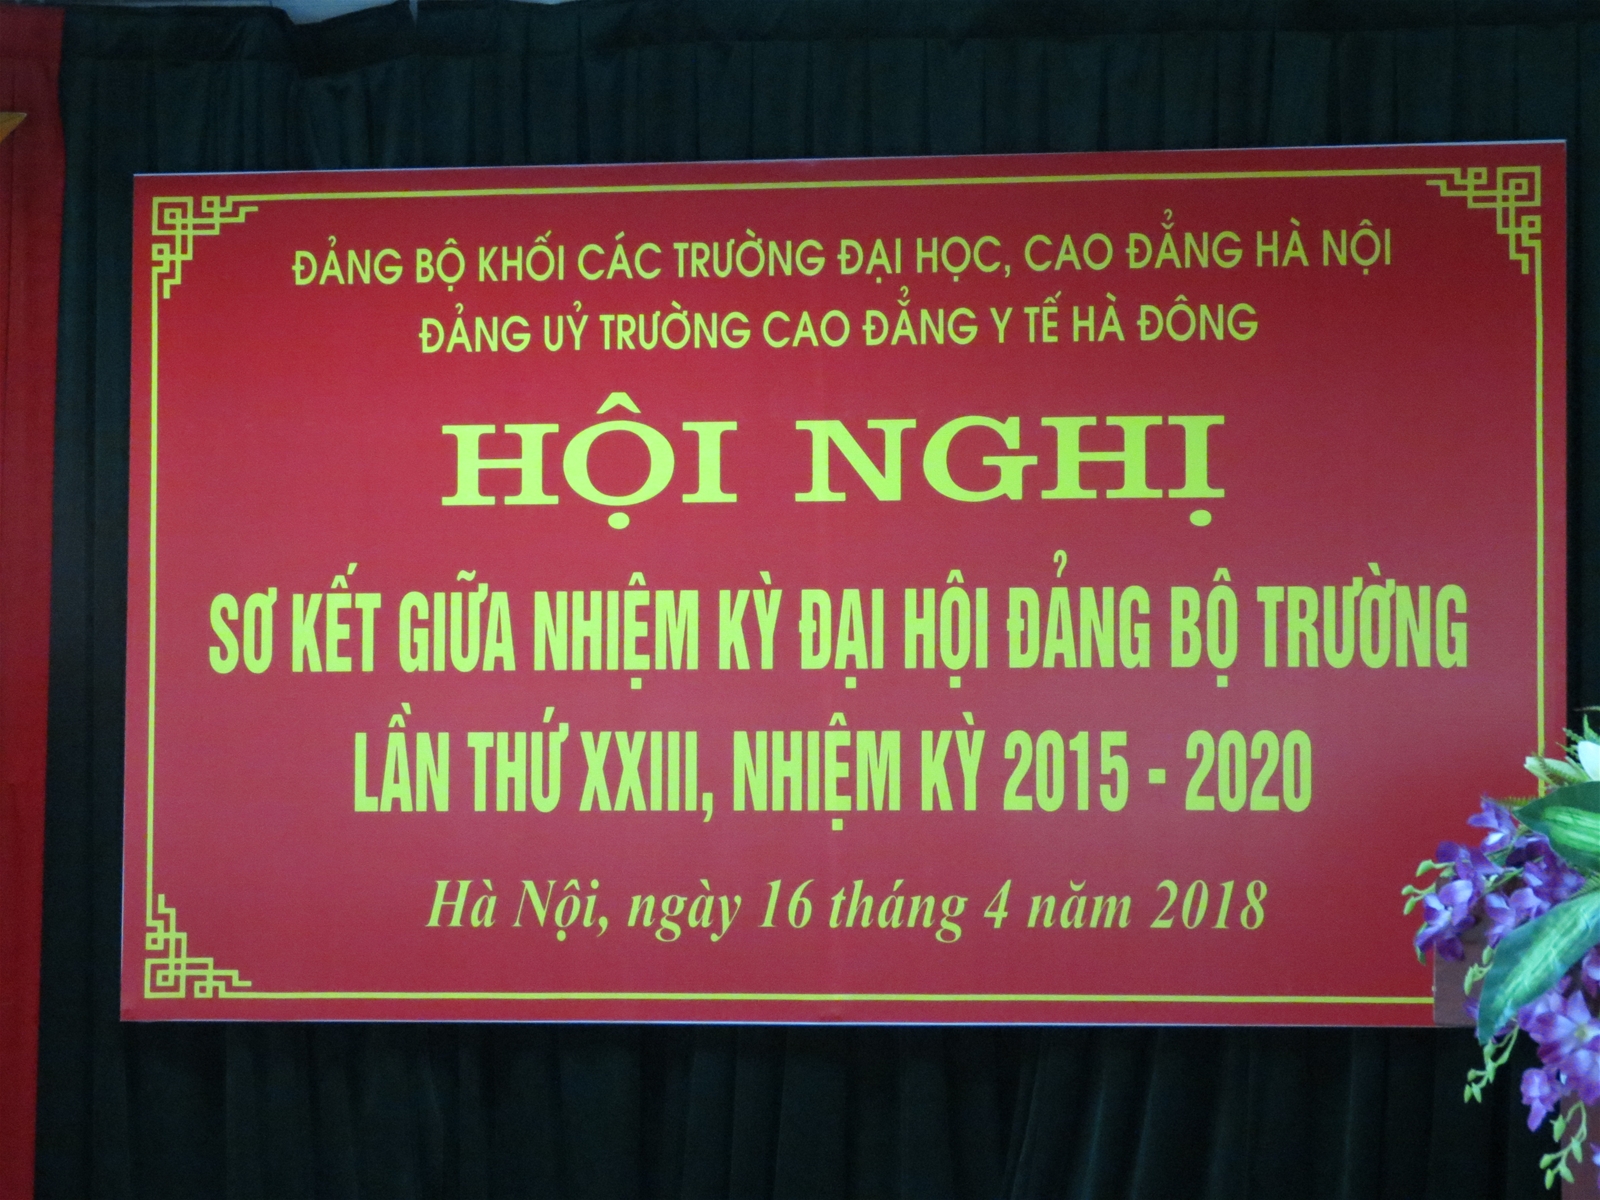 ĐẢNG BỘ KHỐI CÁC TRƯỜNG ĐẠI HỌC, CAO ĐẲNG HÀ NỘI
ĐẢNG UỶ TRƯỜNG CAO ĐẲNG Y TẾ HÀ ĐÔNG
HỘI NGHỊ
SƠ KẾT GIỮA NHIỆM KỲ ĐẠI HỘI ĐẢNG BỘ TRƯỜNG
LẦN THỨ XXIII, NHIỆM KỲ 2015 - 2020
Hà Nội, ngày 16 tháng 4 năm 2018